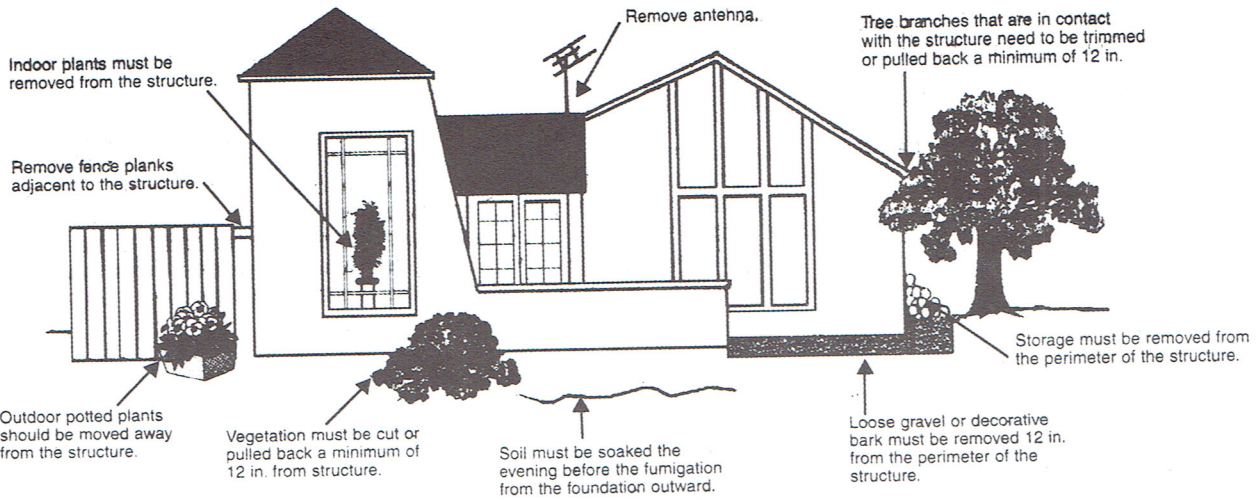 Remove antenna.
Tree branches that are in contact
with the structure need to be trimmed
or pulled back a minimum of 12 in.
Indoor plants must be
removed from the structure.
Remove fence planks
adjacent to the structure.
Storage must be removed from
the perimeter of the structure.
Outdoor potted plants
should be moved away
from the structure.
Vegetation must be cut or
pulled back a minimum of
12 in. from structure.
Soil must be soaked the
evening before the fumigation
from the foundation outward.
Loose gravel or decorative
bark must be removed 12 in.
from the perimeter of the
structure.